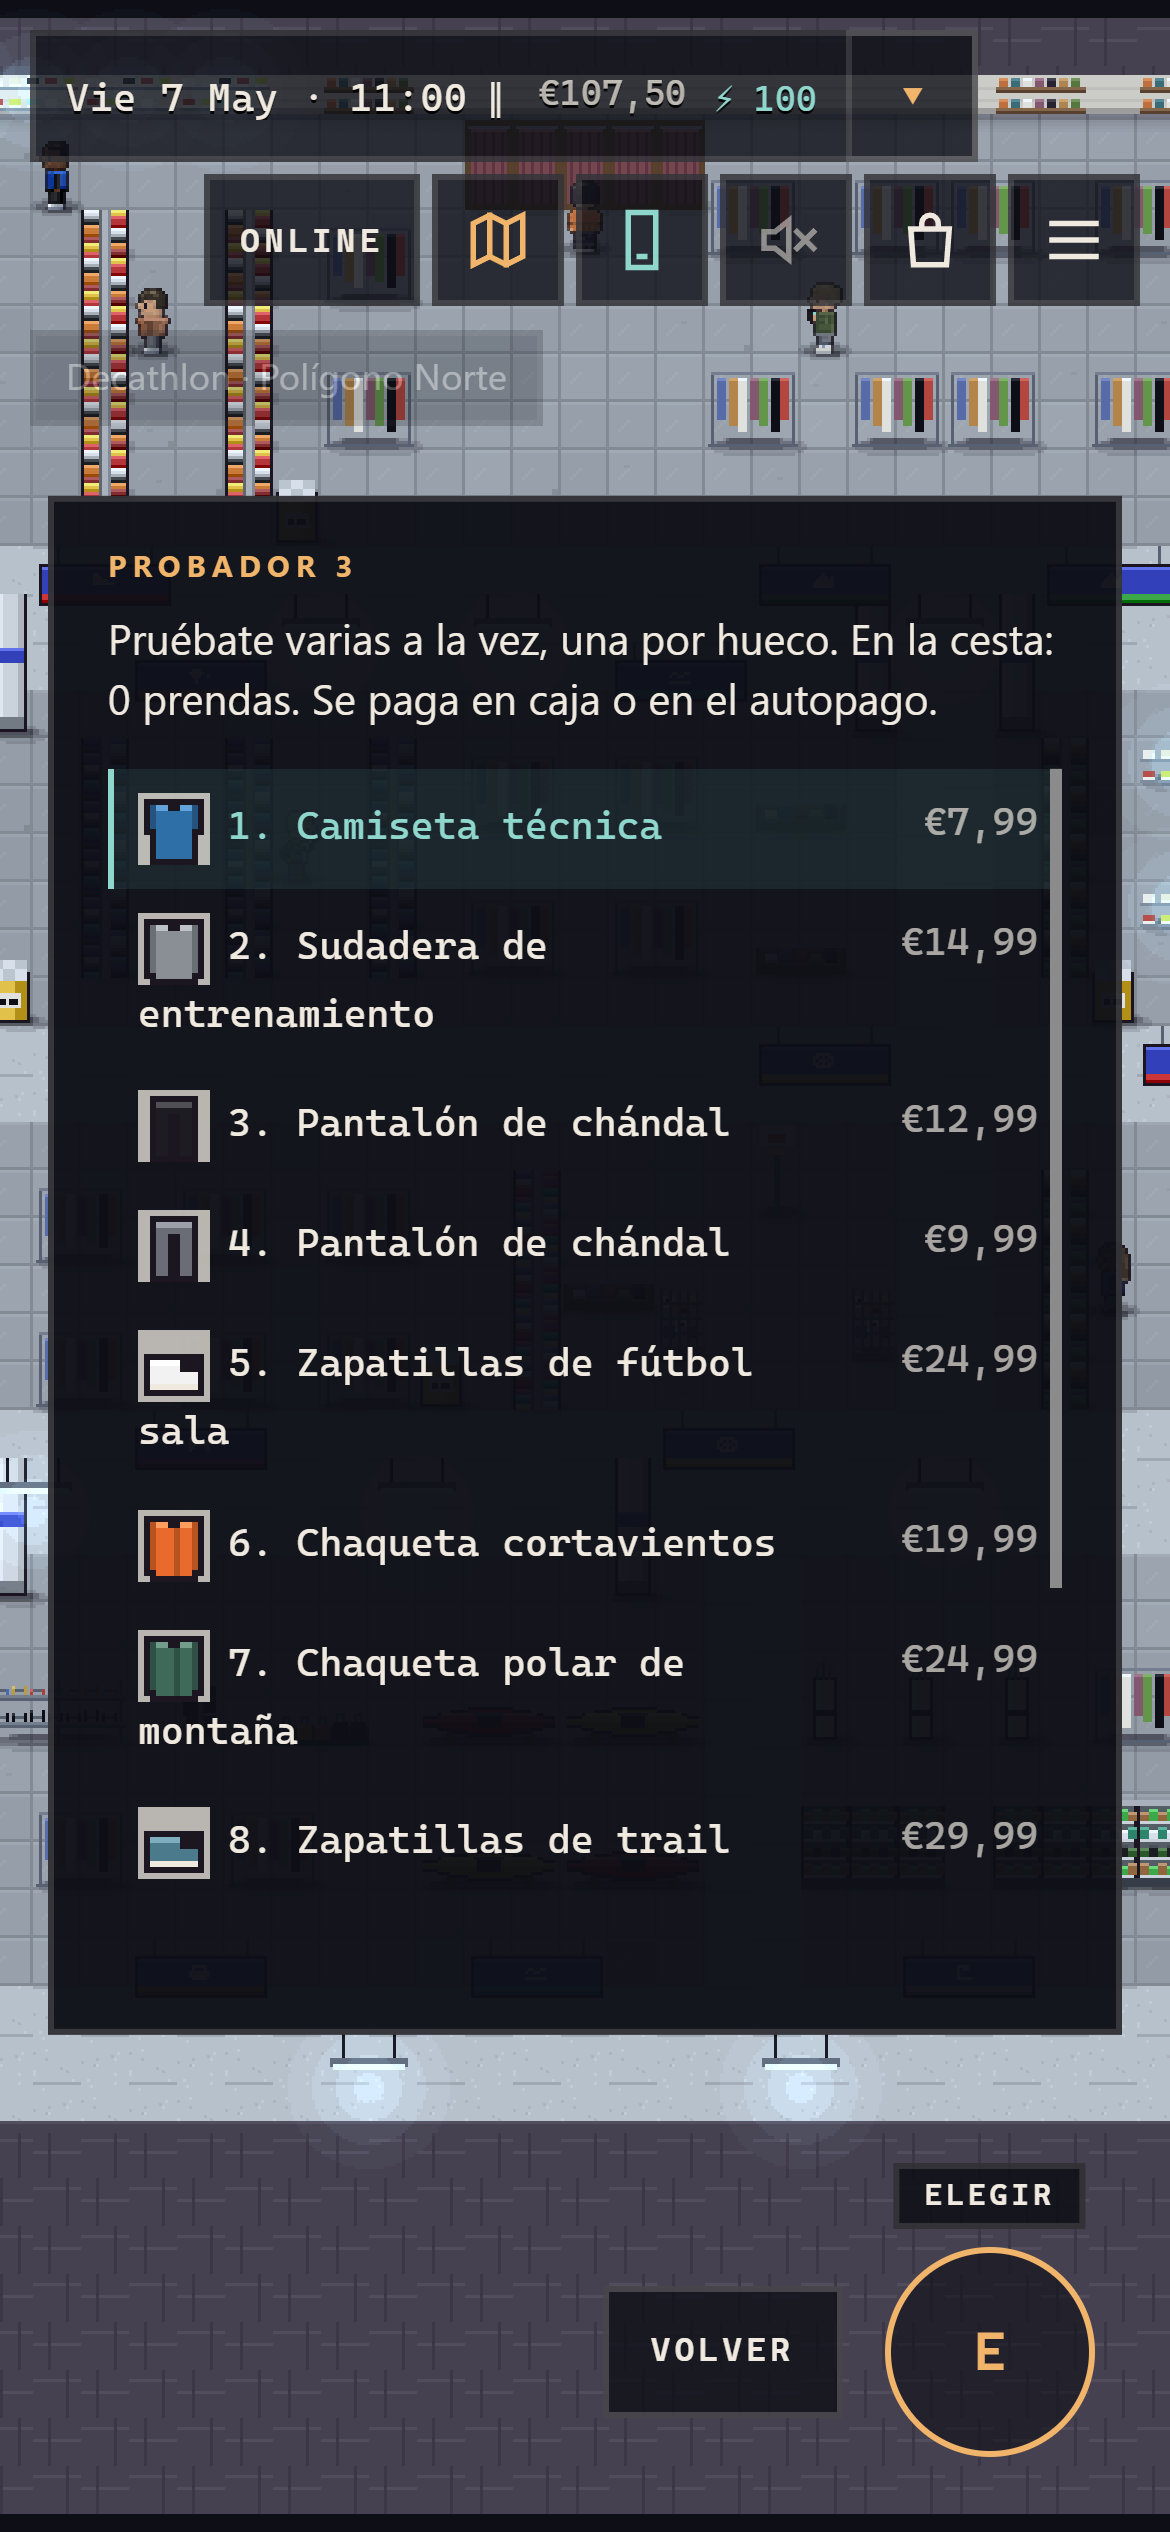 Vie 7 May · 11:00 ‖ €107,50 ⚡ 100 ▼
ONLINE
Decathlon · Polígono Norte
PROBADOR 3
Pruébate varias a la vez, una por hueco. En la cesta:
0 prendas. Se paga en caja o en el autopago.
1. Camiseta técnica €7,99
2. Sudadera de €14,99
entrenamiento
3. Pantalón de chándal €12,99
4. Pantalón de chándal €9,99
5. Zapatillas de fútbol €24,99
sala
6. Chaqueta cortavientos €19,99
7. Chaqueta polar de €24,99
montaña
8. Zapatillas de trail €29,99
ELEGIR
VOLVER
E